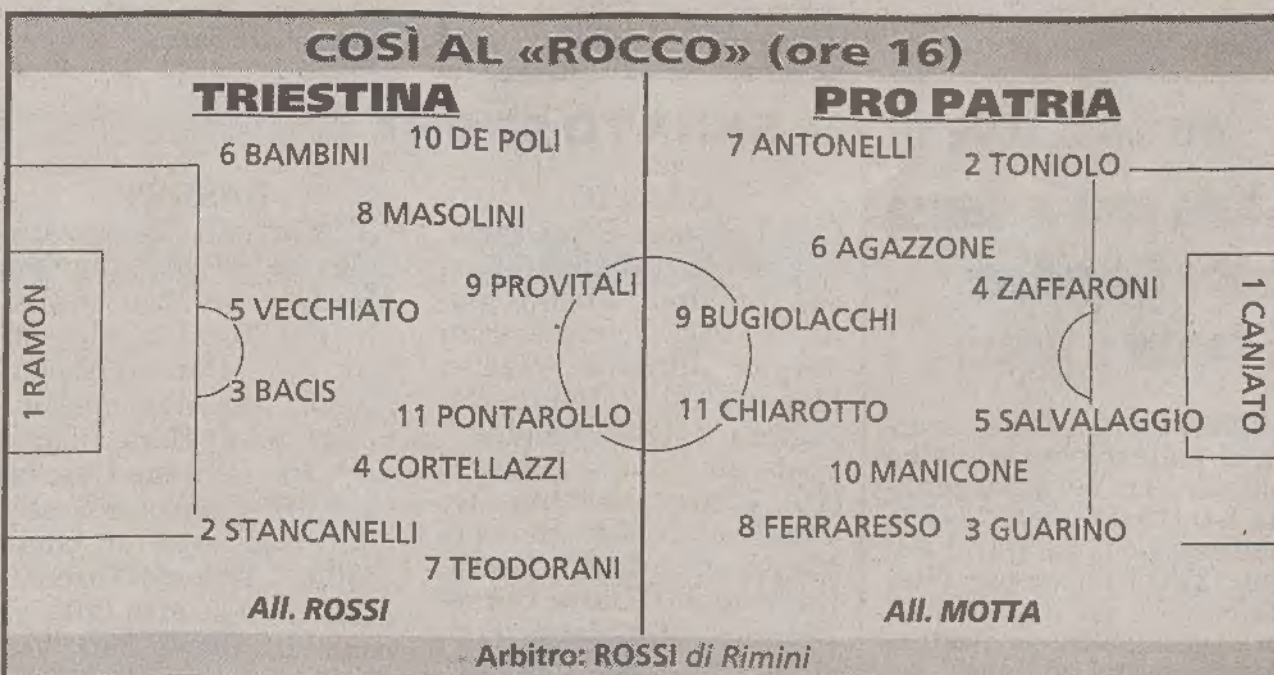 COSÌ AL «ROCCO» (ore 16)
TRIESTINA
6 BAMBINI
10 DE POLI
8 MASOLINI
9 PROVITALI
5 VECCHIATO
1 RAMON
3 BACIS
11 PONTAROLLO
4 CORTELLAZZI
2 STANCANELLI
7 TEODORANI
All. ROSSI
PRO PATRIA
7 ANTONELLI
2 TONIOLO
6 AGAZZONE
4 ZAFFARONI
9 BUGIOLACCHI
1 CANIATO
11 CHIAROTTO
5 SALVALAGGIO
10 MANICONE
8 FERRARESSO
3 GUARINO
All. MOTTA
Arbitro: ROSSI di Rimini